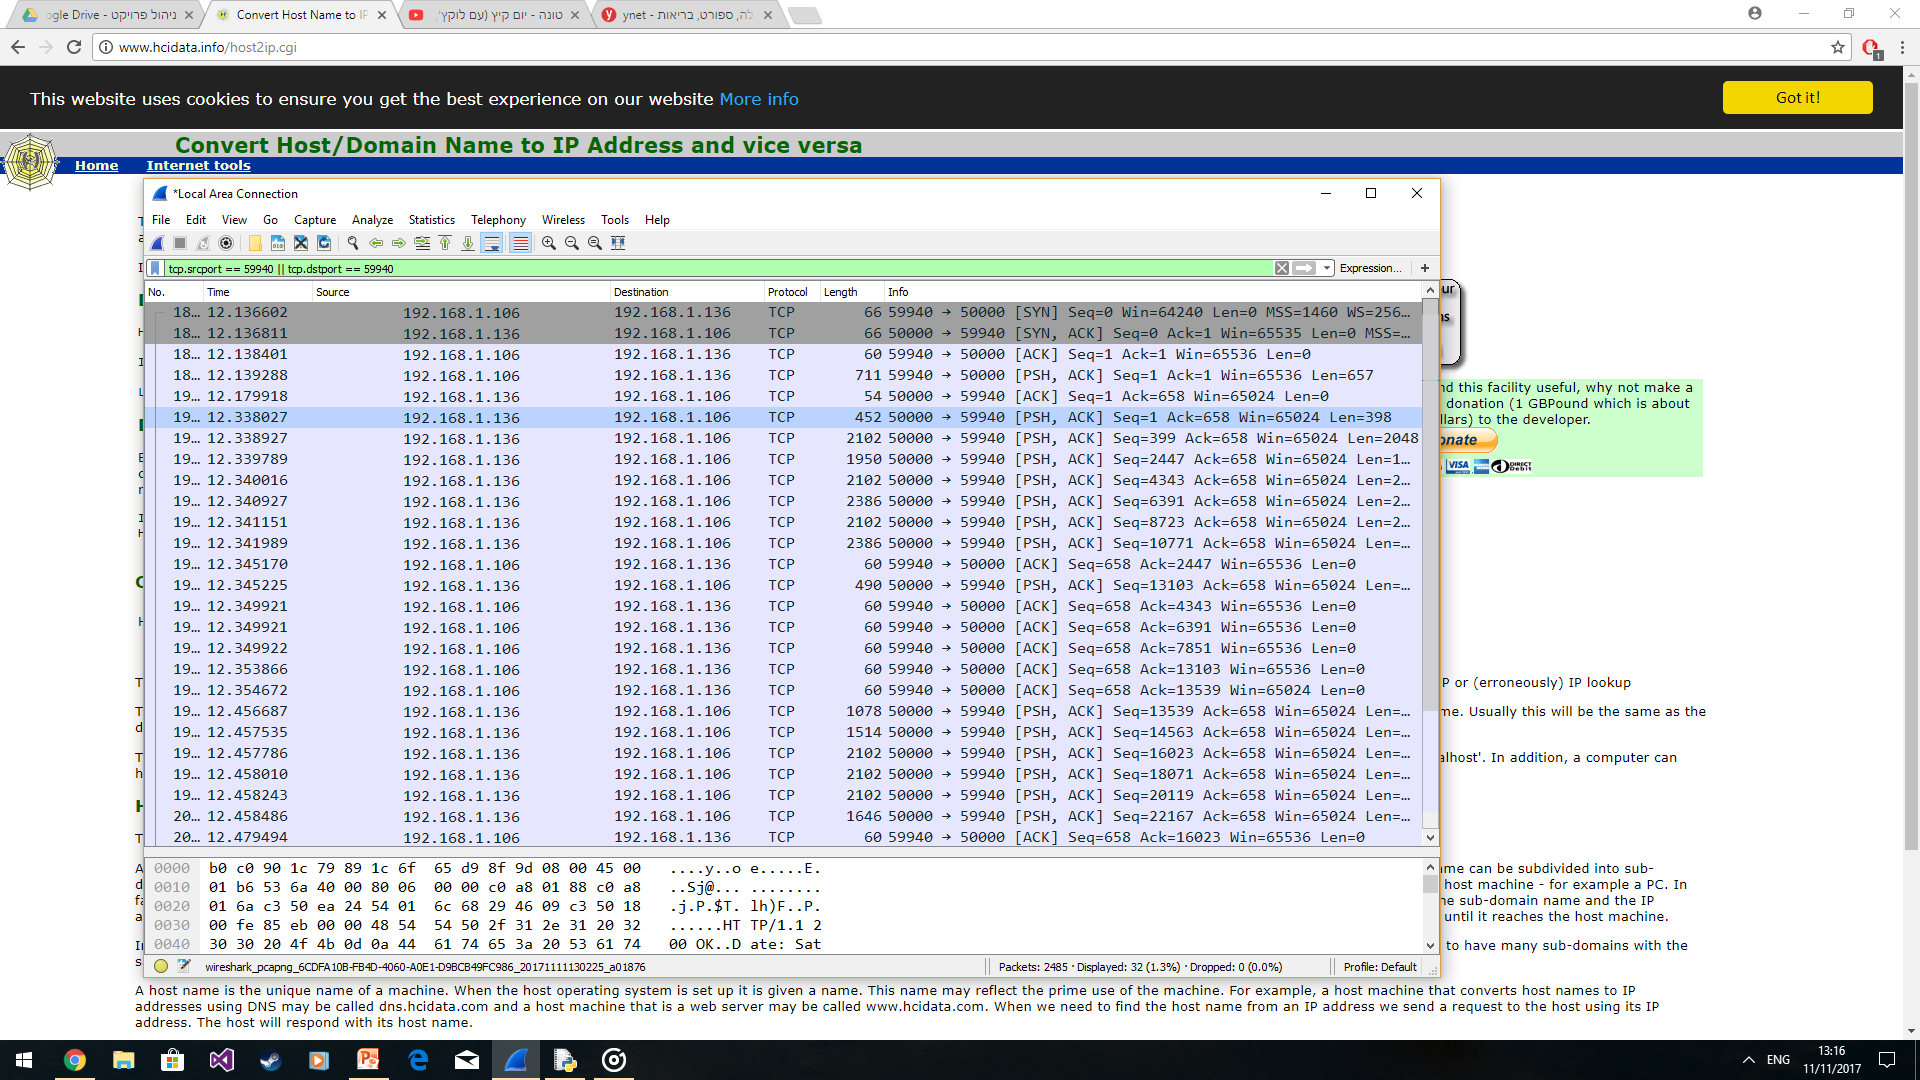 ogle Drive - ניהול פרויקט
Convert Host Name to IP
טונה - יום קיץ (עם לוקץ',
ynet - לה, ספורט, בריאות
www.hcidata.info/host2ip.cgi
1
This website uses cookies to ensure you get the best experience on our website More info
Got it!
Convert Host/Domain Name to IP Address and vice versa
Home Internet tools
*Local Area Connection
File Edit View Go Capture Analyze Statistics Telephony Wireless Tools Help
tcp.srcport == 59940 || tcp.dstport == 59940
Expression... +
No. Time Source Destination Protocol Length Info
18... 12.136602 192.168.1.106 192.168.1.136 TCP 66 59940 → 50000 [SYN] Seq=0 Win=64240 Len=0 MSS=1460 WS=256...
18... 12.136811 192.168.1.136 192.168.1.106 TCP 66 50000 → 59940 [SYN, ACK] Seq=0 Ack=1 Win=65535 Len=0 MSS=...
18... 12.138401 192.168.1.106 192.168.1.136 TCP 60 59940 → 50000 [ACK] Seq=1 Ack=1 Win=65536 Len=0
18... 12.139288 192.168.1.106 192.168.1.136 TCP 711 59940 → 50000 [PSH, ACK] Seq=1 Ack=1 Win=65536 Len=657
19... 12.179918 192.168.1.136 192.168.1.106 TCP 54 50000 → 59940 [ACK] Seq=1 Ack=658 Win=65024 Len=0
19... 12.338027 192.168.1.136 192.168.1.106 TCP 452 50000 → 59940 [PSH, ACK] Seq=1 Ack=658 Win=65024 Len=398
19... 12.338927 192.168.1.136 192.168.1.106 TCP 2102 50000 → 59940 [PSH, ACK] Seq=399 Ack=658 Win=65024 Len=2048
19... 12.339789 192.168.1.136 192.168.1.106 TCP 1950 50000 → 59940 [PSH, ACK] Seq=2447 Ack=658 Win=65024 Len=1...
19... 12.340016 192.168.1.136 192.168.1.106 TCP 2102 50000 → 59940 [PSH, ACK] Seq=4343 Ack=658 Win=65024 Len=2...
19... 12.340927 192.168.1.136 192.168.1.106 TCP 2386 50000 → 59940 [PSH, ACK] Seq=6391 Ack=658 Win=65024 Len=2...
19... 12.341151 192.168.1.136 192.168.1.106 TCP 2102 50000 → 59940 [PSH, ACK] Seq=8723 Ack=658 Win=65024 Len=2...
19... 12.341989 192.168.1.136 192.168.1.106 TCP 2386 50000 → 59940 [PSH, ACK] Seq=10771 Ack=658 Win=65024 Len=...
19... 12.345170 192.168.1.106 192.168.1.136 TCP 60 59940 → 50000 [ACK] Seq=658 Ack=2447 Win=65536 Len=0
19... 12.345225 192.168.1.136 192.168.1.106 TCP 490 50000 → 59940 [PSH, ACK] Seq=13103 Ack=658 Win=65024 Len=...
19... 12.349921 192.168.1.106 192.168.1.136 TCP 60 59940 → 50000 [ACK] Seq=658 Ack=4343 Win=65536 Len=0
19... 12.349921 192.168.1.106 192.168.1.136 TCP 60 59940 → 50000 [ACK] Seq=658 Ack=6391 Win=65536 Len=0
19... 12.349922 192.168.1.106 192.168.1.136 TCP 60 59940 → 50000 [ACK] Seq=658 Ack=7851 Win=65536 Len=0
19... 12.353866 192.168.1.106 192.168.1.136 TCP 60 59940 → 50000 [ACK] Seq=658 Ack=13103 Win=65536 Len=0
19... 12.354672 192.168.1.106 192.168.1.136 TCP 60 59940 → 50000 [ACK] Seq=658 Ack=13539 Win=65024 Len=0
19... 12.456687 192.168.1.136 192.168.1.106 TCP 1078 50000 → 59940 [PSH, ACK] Seq=13539 Ack=658 Win=65024 Len=...
19... 12.457535 192.168.1.136 192.168.1.106 TCP 1514 50000 → 59940 [PSH, ACK] Seq=14563 Ack=658 Win=65024 Len=...
19... 12.457786 192.168.1.136 192.168.1.106 TCP 2102 50000 → 59940 [PSH, ACK] Seq=16023 Ack=658 Win=65024 Len=...
19... 12.458010 192.168.1.136 192.168.1.106 TCP 2102 50000 → 59940 [PSH, ACK] Seq=18071 Ack=658 Win=65024 Len=...
19... 12.458243 192.168.1.136 192.168.1.106 TCP 2102 50000 → 59940 [PSH, ACK] Seq=20119 Ack=658 Win=65024 Len=...
20... 12.458486 192.168.1.136 192.168.1.106 TCP 1646 50000 → 59940 [PSH, ACK] Seq=22167 Ack=658 Win=65024 Len=...
20... 12.479494 192.168.1.106 192.168.1.136 TCP 60 59940 → 50000 [ACK] Seq=658 Ack=16023 Win=65536 Len=0
0000 b0 c0 90 1c 79 89 1c 6f 65 d9 8f 9d 08 00 45 00 ....y..o e.....E.
0010 01 b6 53 6a 40 00 80 06 00 00 c0 a8 01 88 c0 a8 ..Sj@... ........
0020 01 6a c3 50 ea 24 54 01 6c 68 29 46 09 c3 50 18 .j.P.$T. lh)F..P.
0030 00 fe 85 eb 00 00 48 54 54 50 2f 31 2e 31 20 32 ......HT TP/1.1 2
0040 30 30 20 4f 4b 0d 0a 44 61 74 65 3a 20 53 61 74 00 OK..D ate: Sat
wireshark_pcapng_6CDFA10B-FB4D-4060-A0E1-D9BCB49FC986_20171111130225_a01876
Packets: 2485 · Displayed: 32 (1.3%) · Dropped: 0 (0.0%)
Profile: Default
ur
ns
nd this facility useful, why not make a
donation (1 GBPound which is about
llars) to the developer.
onate
VISA DIRECT Debit
P or (erroneously) IP lookup
me. Usually this will be the same as the
alhost'. In addition, a computer can
ame can be subdivided into sub-
host machine - for example a PC. In
he sub-domain name and the IP
until it reaches the host machine.
to have many sub-domains with the
A host name is the unique name of a machine. When the host operating system is set up it is given a name. This name may reflect the prime use of the machine. For example, a host machine that converts host names to IP
addresses using DNS may be called dns.hcidata.com and a host machine that is a web server may be called www.hcidata.com. When we need to find the host name from an IP address we send a request to the host using its IP
address. The host will respond with its host name.
ENG
13:16
11/11/2017